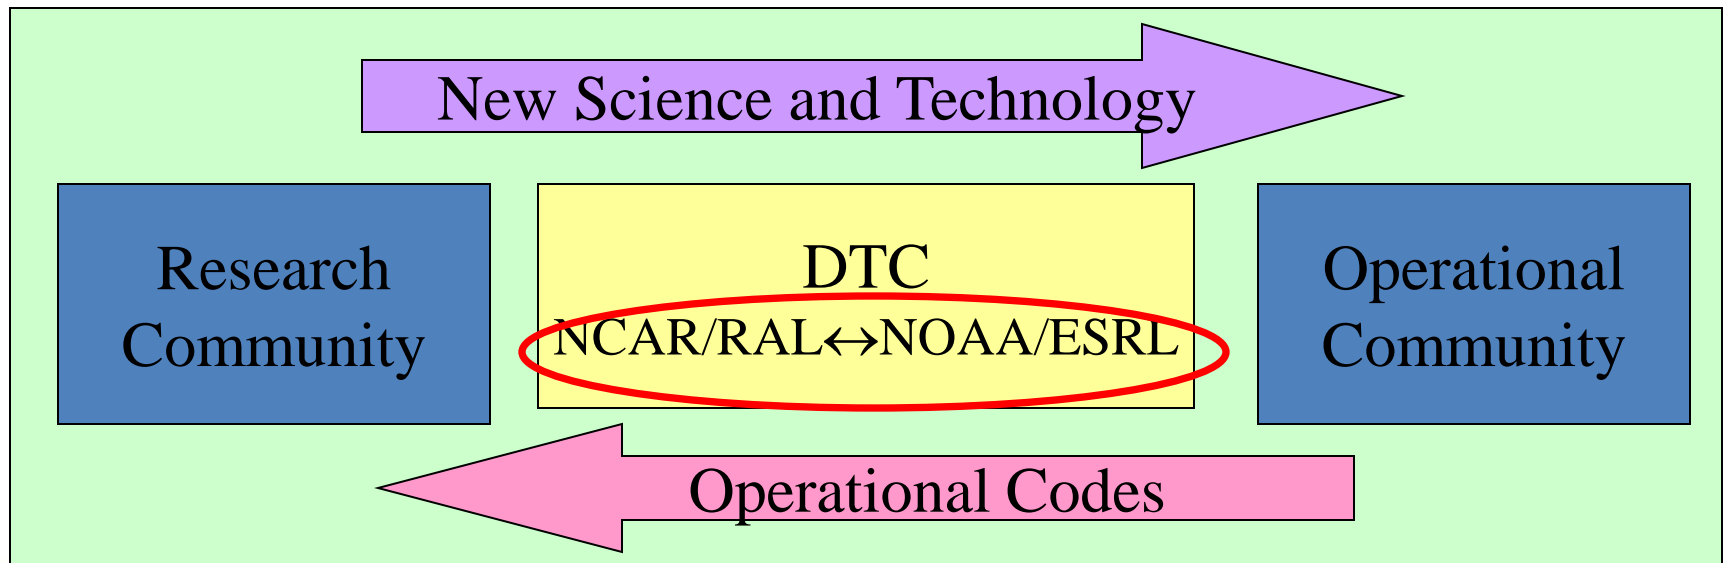 New Science and Technology
Research
Community
DTC
NCAR/RAL↔NOAA/ESRL
Operational
Community
Operational Codes